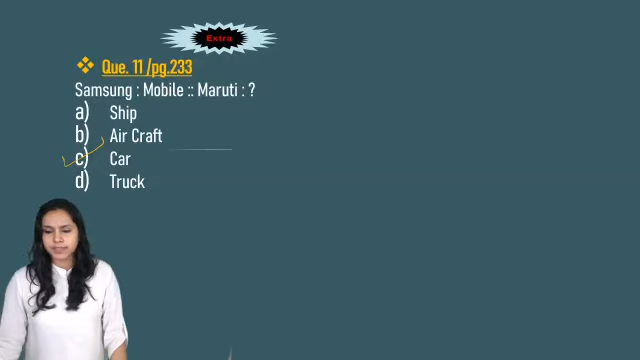 Extra
❖ Que. 11 /pg.233
Samsung : Mobile :: Maruti : ?
a) Ship
b) Air Craft
c) Car
d) Truck